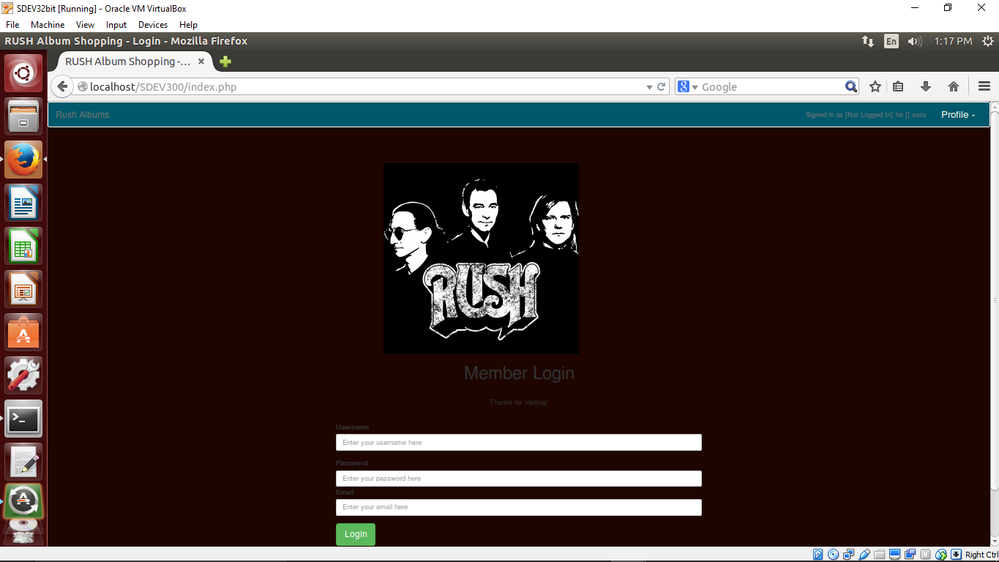 SDEV32bit [Running] - Oracle VM VirtualBox
File Machine View Input Devices Help
RUSH Album Shopping - Login - Mozilla Firefox
En
1:17 PM
RUSH Album Shopping -...
localhost/SDEV300/index.php
8
Google
Rush Albums
Signed in as [Not Logged In] for [] secs
Profile
RUSH
Member Login
Thanks for visiting!
Username
Enter your username here
Password
Enter your password here
Email
Enter your email here
Login
Right Ctrl